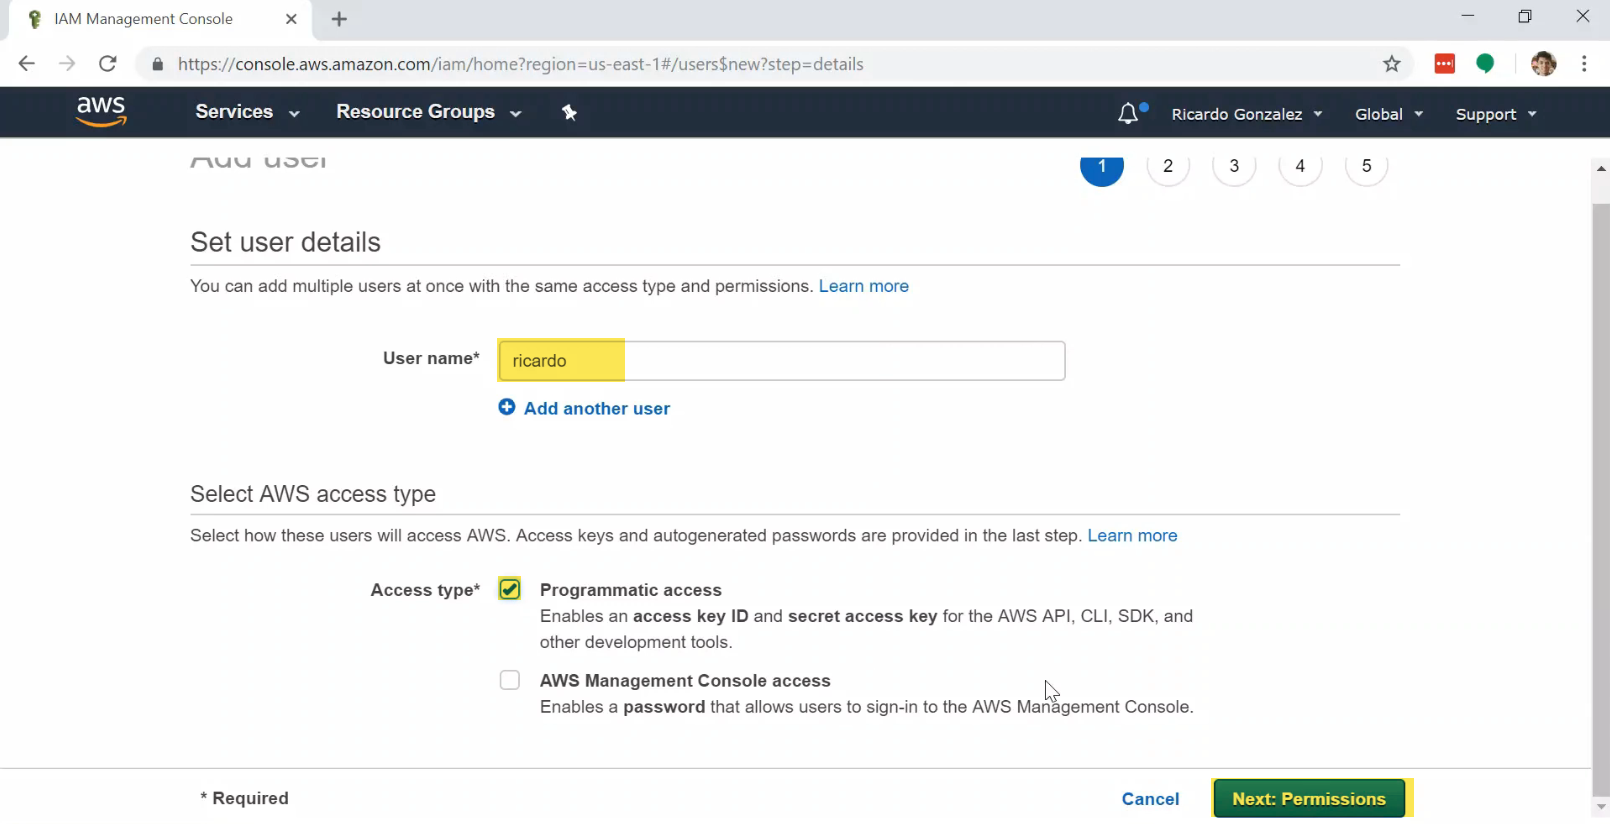 IAM Management Console
https://console.aws.amazon.com/iam/home?region=us-east-1#/users$new?step=details
aws
Services
Resource Groups
Ricardo Gonzalez
Global
Support
Add user
1
2
3
4
5
Set user details
You can add multiple users at once with the same access type and permissions. Learn more
User name*
ricardo
Add another user
Select AWS access type
Select how these users will access AWS. Access keys and autogenerated passwords are provided in the last step. Learn more
Access type*
Programmatic access
Enables an access key ID and secret access key for the AWS API, CLI, SDK, and
other development tools.
AWS Management Console access
Enables a password that allows users to sign-in to the AWS Management Console.
* Required
Cancel
Next: Permissions